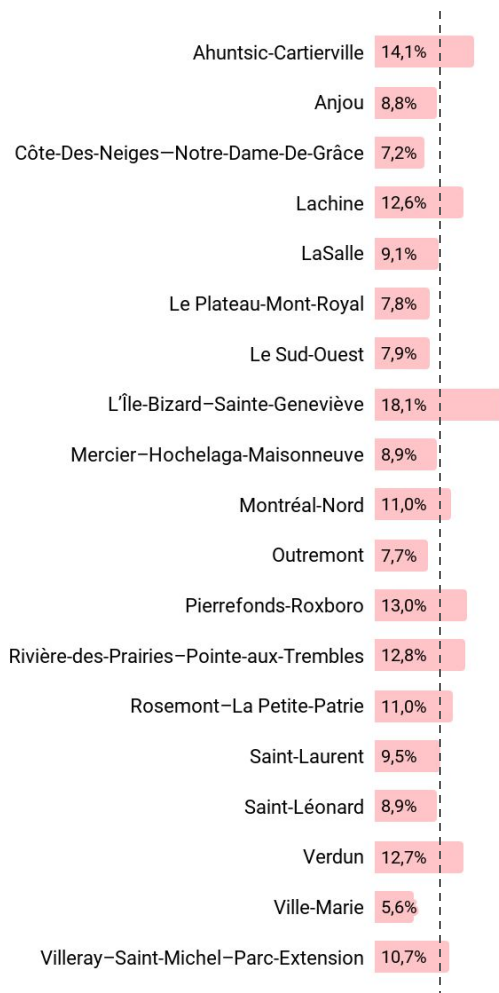 Ahuntsic-Cartierville 14,1%
Anjou 8,8%
Côte-Des-Neiges—Notre-Dame-De-Grâce 7,2%
Lachine 12,6%
LaSalle 9,1%
Le Plateau-Mont-Royal 7,8%
Le Sud-Ouest 7,9%
L’Île-Bizard–Sainte-Geneviève 18,1%
Mercier–Hochelaga-Maisonneuve 8,9%
Montréal-Nord 11,0%
Outremont 7,7%
Pierrefonds-Roxboro 13,0%
Rivière-des-Prairies–Pointe-aux-Trembles 12,8%
Rosemont–La Petite-Patrie 11,0%
Saint-Laurent 9,5%
Saint-Léonard 8,9%
Verdun 12,7%
Ville-Marie 5,6%
Villeray–Saint-Michel–Parc-Extension 10,7%